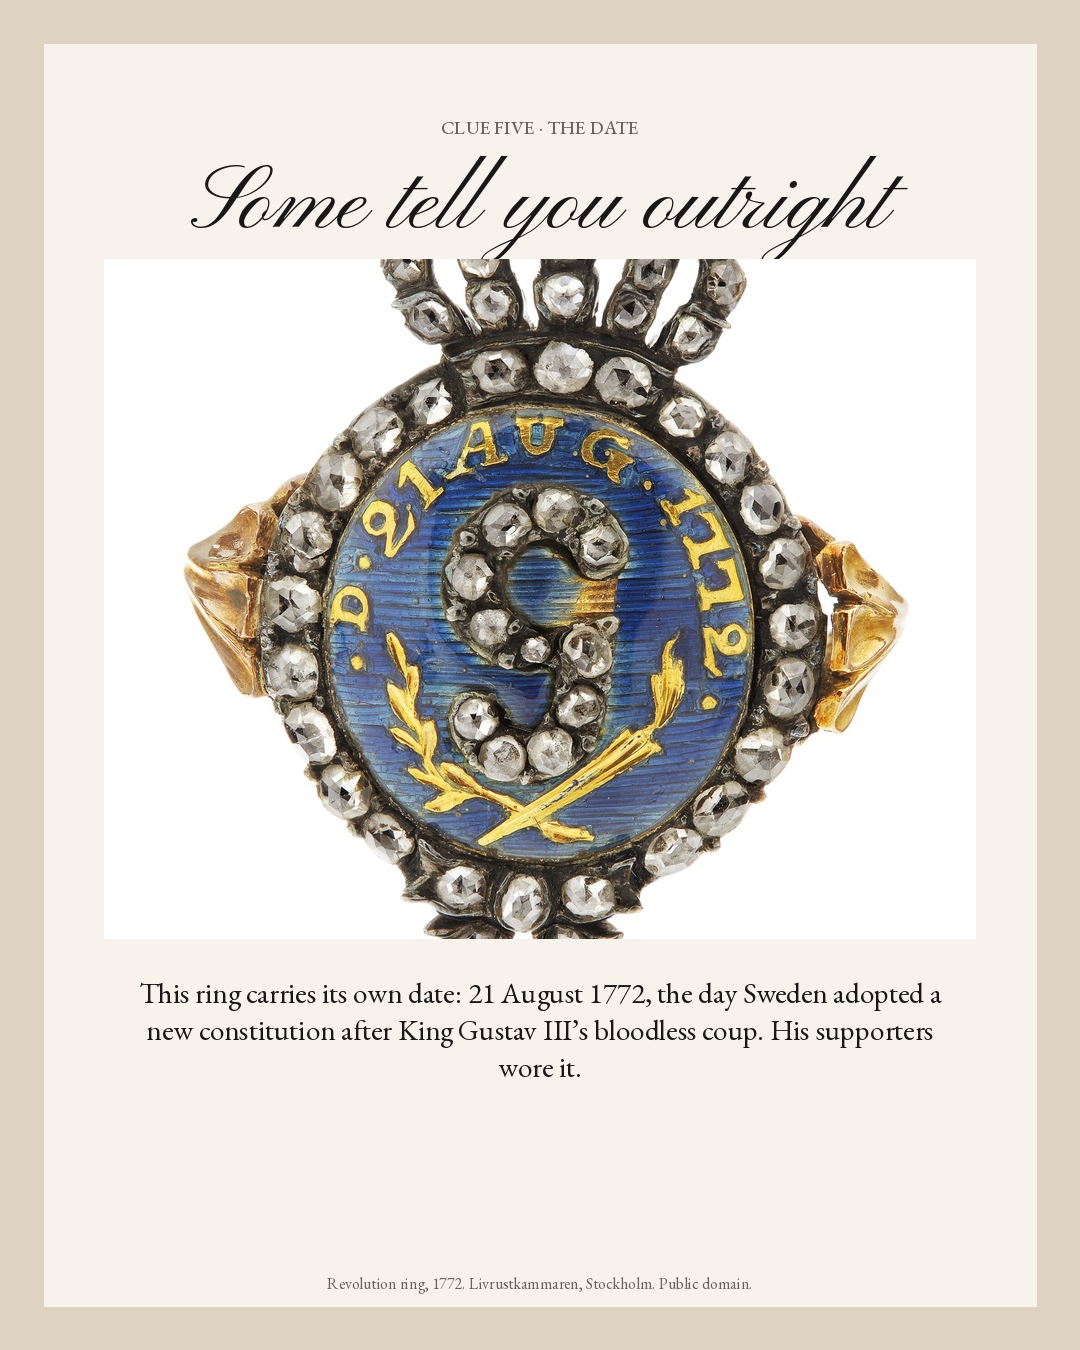 CLUE FIVE · THE DATE
Some tell you outright
· D · 21 AUG. 1772 ·
G
This ring carries its own date: 21 August 1772, the day Sweden adopted a
new constitution after King Gustav III’s bloodless coup. His supporters
wore it.
Revolution ring, 1772. Livrustkammaren, Stockholm. Public domain.